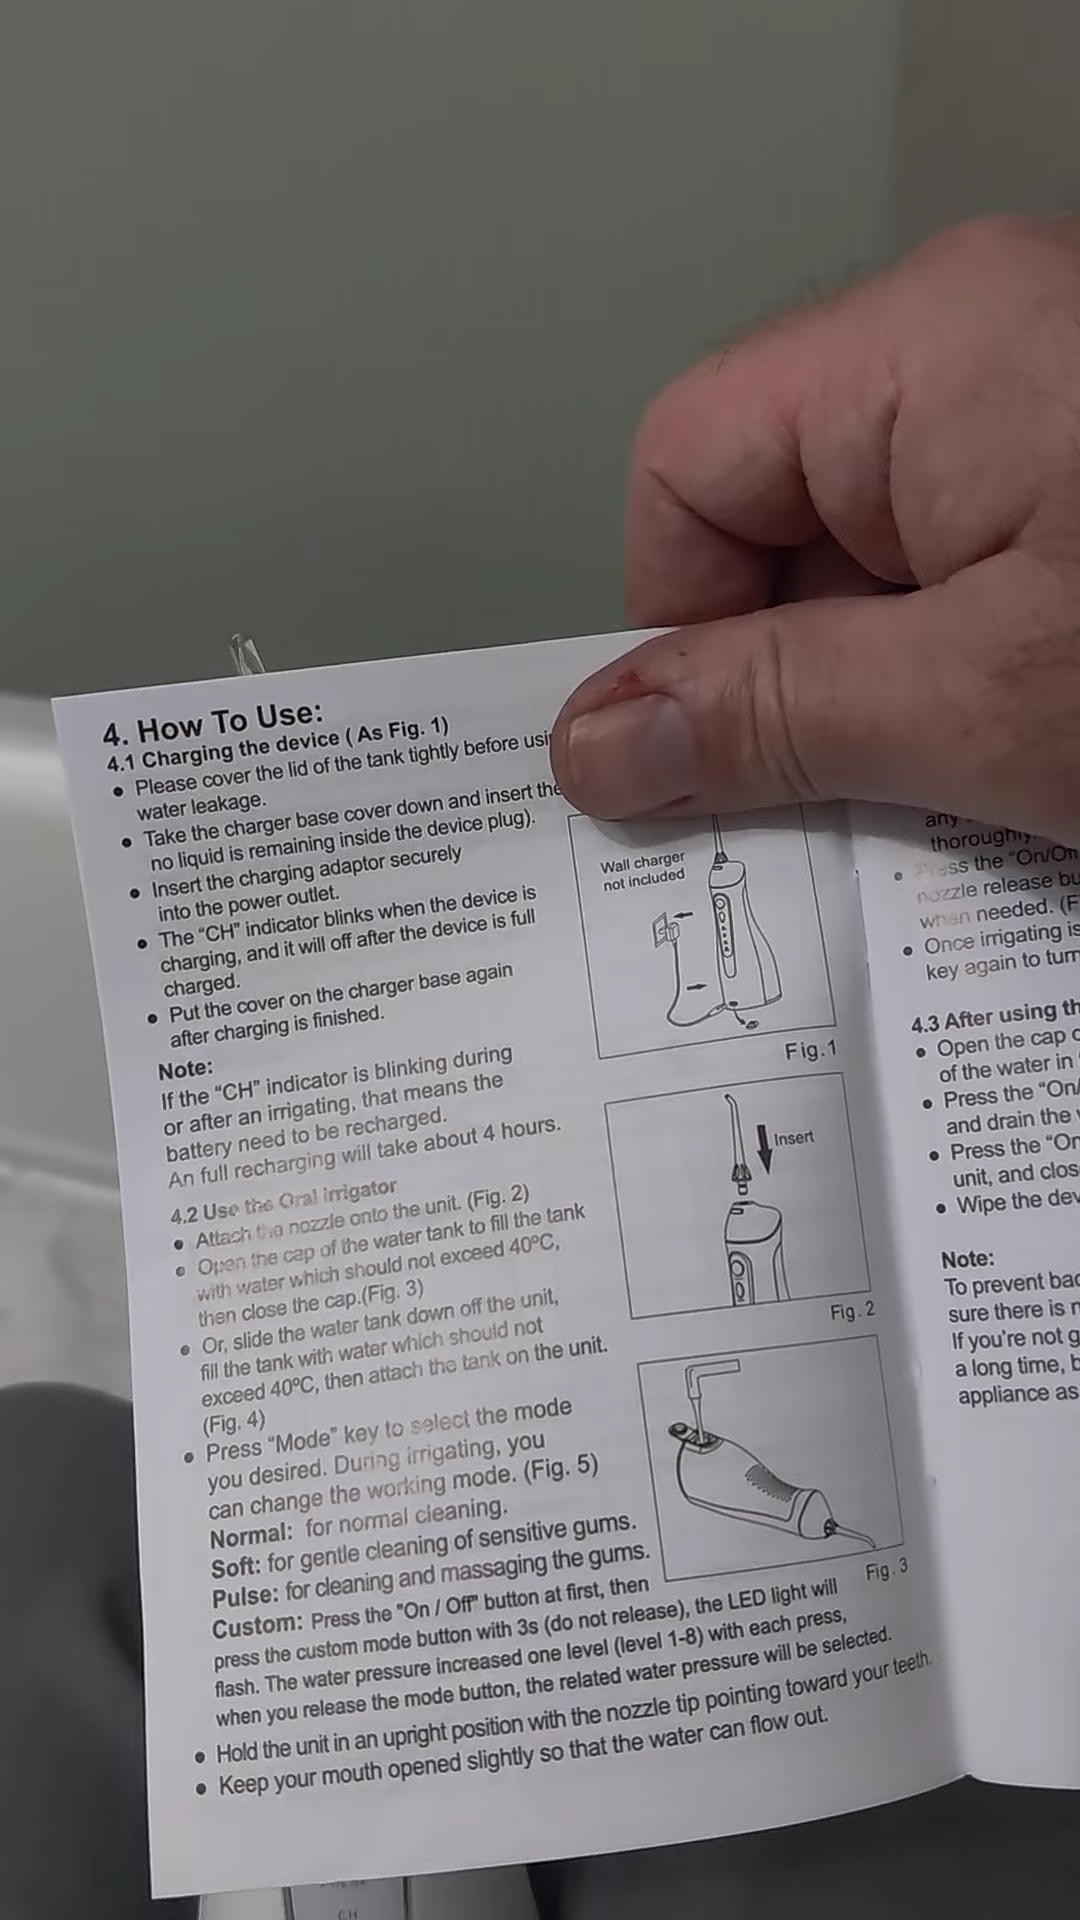 4. How To Use:
4.1 Charging the device ( As Fig. 1)
● Please cover the lid of the tank tightly before
water leakage.
● Take the charger base cover down and insert the
no liquid is remaining inside the device plug).
● Insert the charging adaptor securely
into the power outlet.
● The “CH” indicator blinks when the device is
charging, and it will off after the device is full
charged.
● Put the cover on the charger base again
after charging is finished.
Note:
If the “CH” indicator is blinking during
or after an irrigating, that means the
battery need to be recharged.
An full recharging will take about 4 hours.
4.2 Use the Oral irrigator
● Attach the nozzle onto the unit. (Fig. 2)
● Open the cap of the water tank to fill the tank
with water which should not exceed 40ºC,
then close the cap.(Fig. 3)
● Or, slide the water tank down off the unit,
fill the tank with water which should not
exceed 40ºC, then attach the tank on the unit.
(Fig. 4)
● Press “Mode” key to select the mode
you desired. During irrigating, you
can change the working mode. (Fig. 5)
Normal: for normal cleaning.
Soft: for gentle cleaning of sensitive gums.
Pulse: for cleaning and massaging the gums.
Custom: Press the "On / Off" button at first, then
press the custom mode button with 3s (do not release), the LED light will
flash. The water pressure increased one level (level 1-8) with each press,
when you release the mode button, the related water pressure will be selected.
● Hold the unit in an upright position with the nozzle tip pointing toward your teeth.
● Keep your mouth opened slightly so that the water can flow out.
Wall charger
not included
Fig.1
Insert
Fig. 2
Fig. 3
any
thoroughly.
● Press the “On/Off
nozzle release
when needed. (F
● Once irrigating is
key again to turn
4.3 After using
● Open the cap
of the water in
● Press the “On/
and drain the
● Press the “On
unit, and
● Wipe the
Note:
To prevent
sure there is
If you're not
a long time,
appliance as
CH